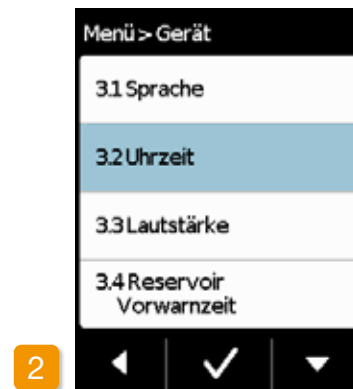 Menü > Gerät
3.1 Sprache
3.2 Uhrzeit
3.3 Lautstärke
3.4 Reservoir
Vorwarnzeit
2